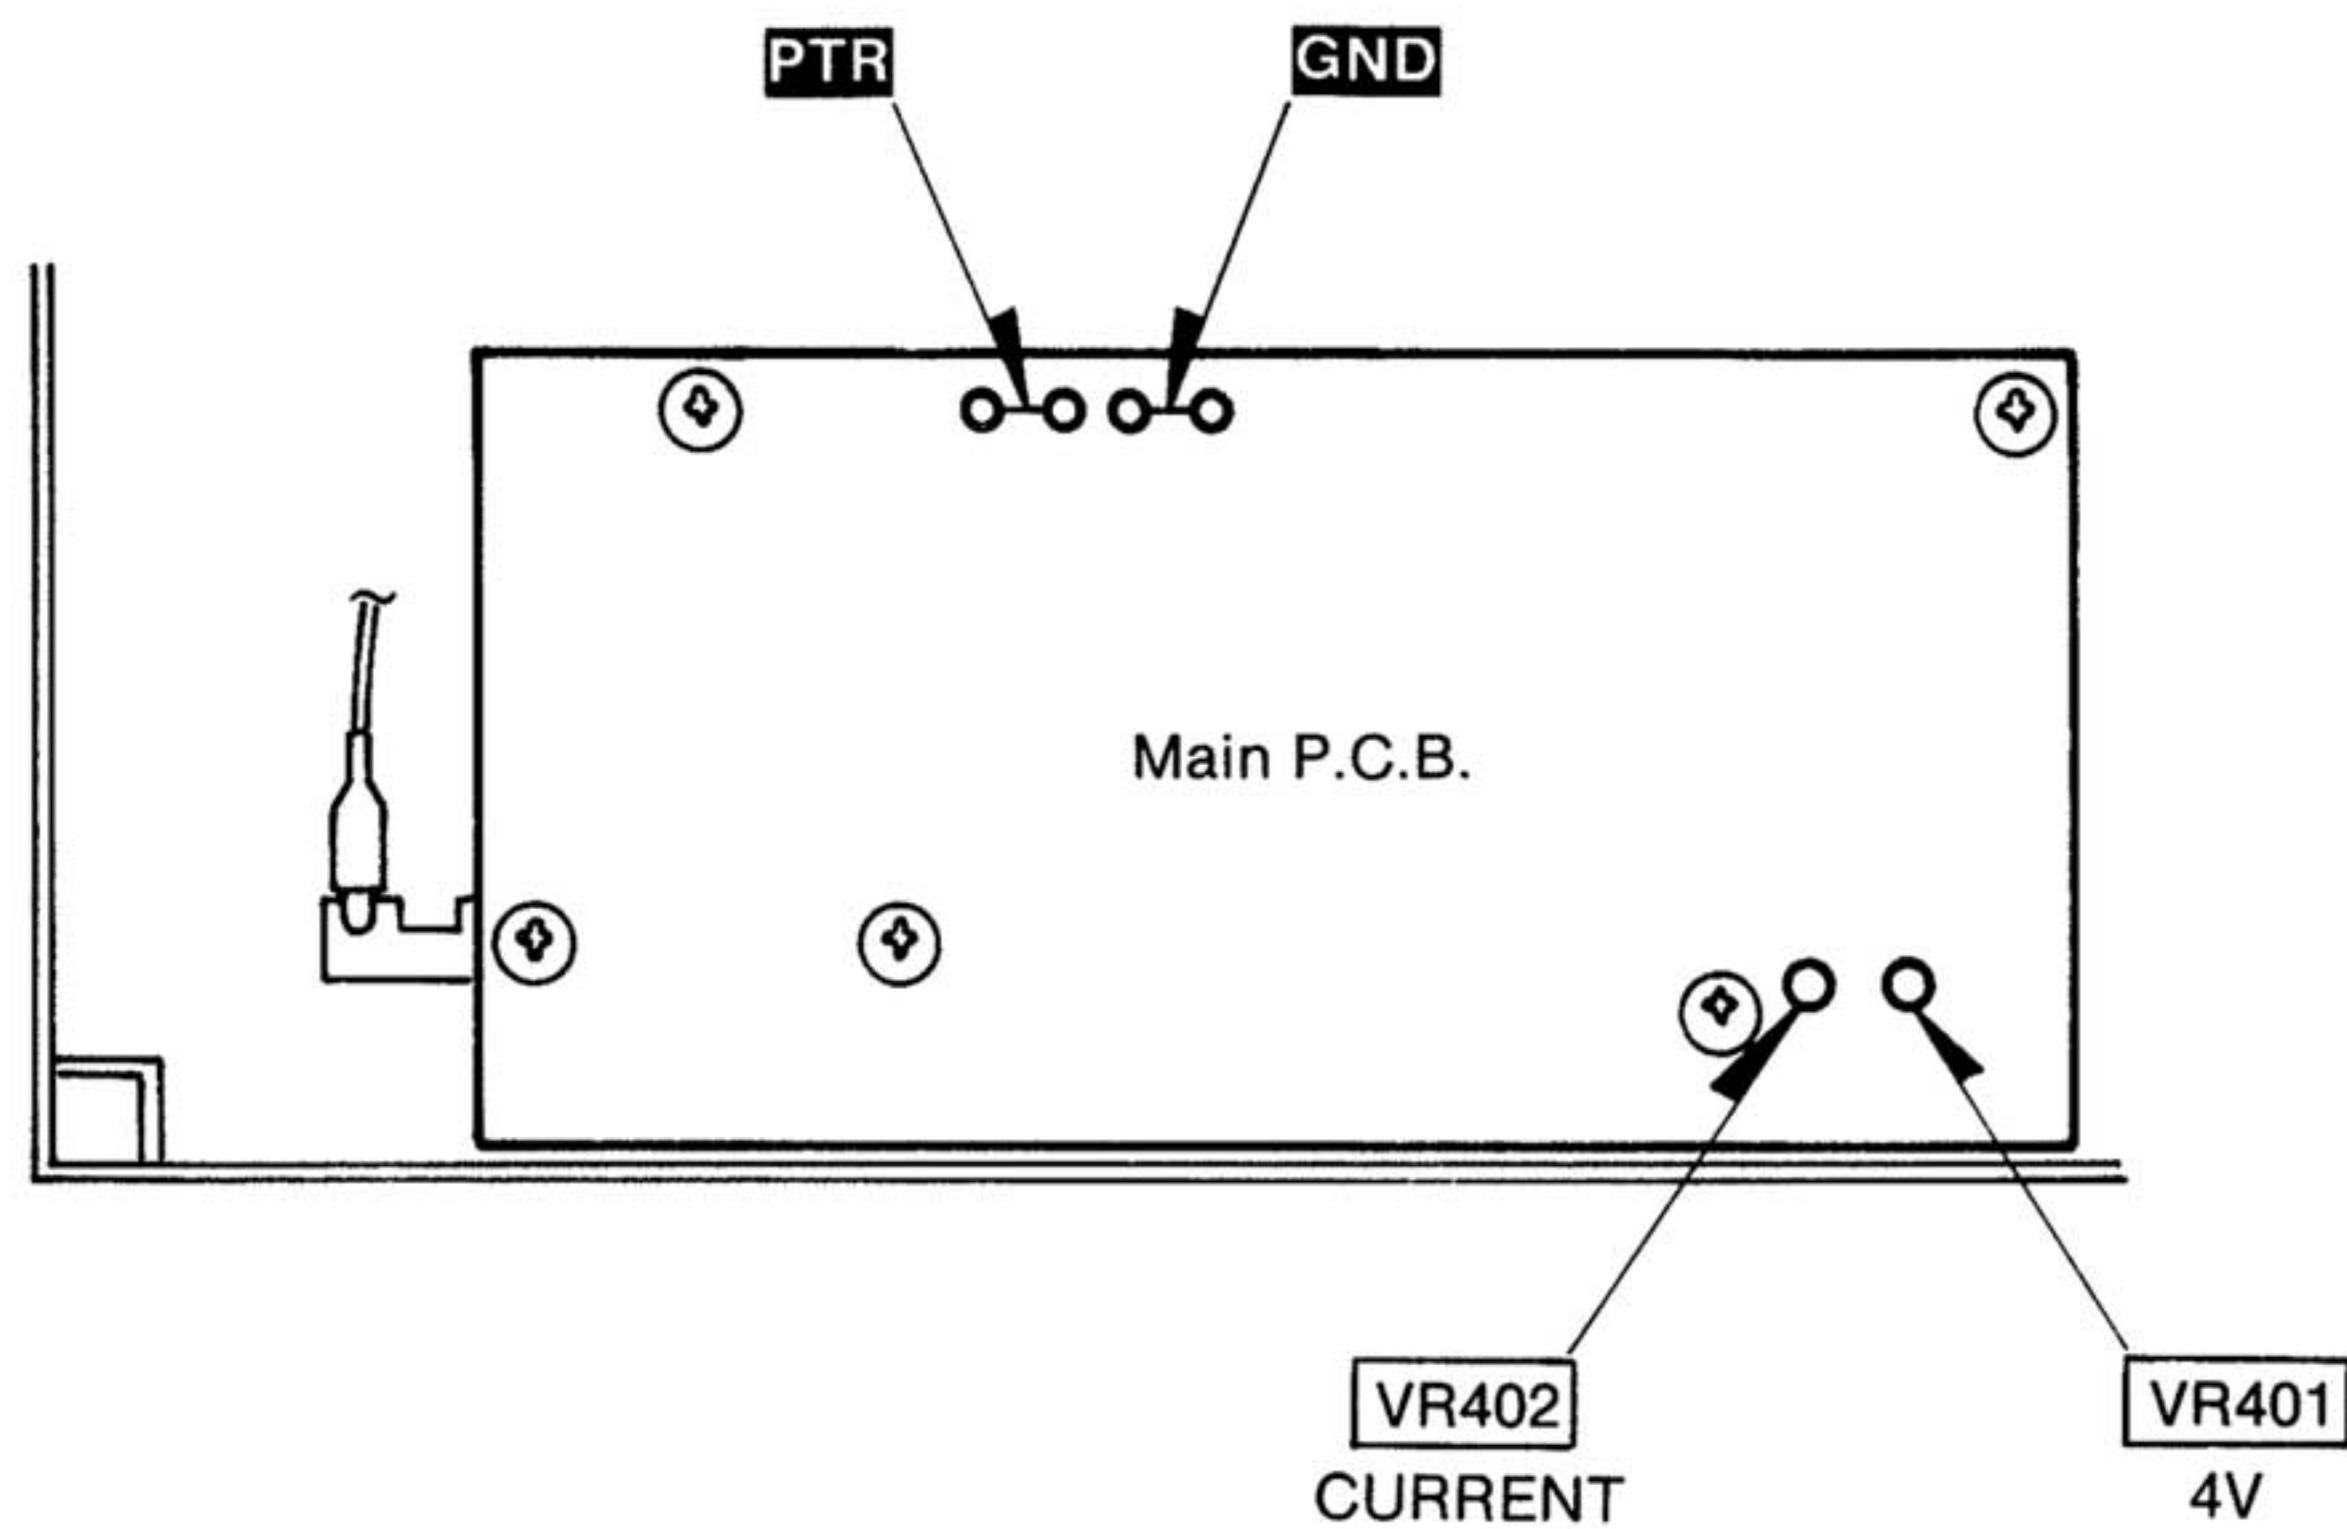 PTR
GND
Main P.C.B.
VR402
VR401
CURRENT
4V